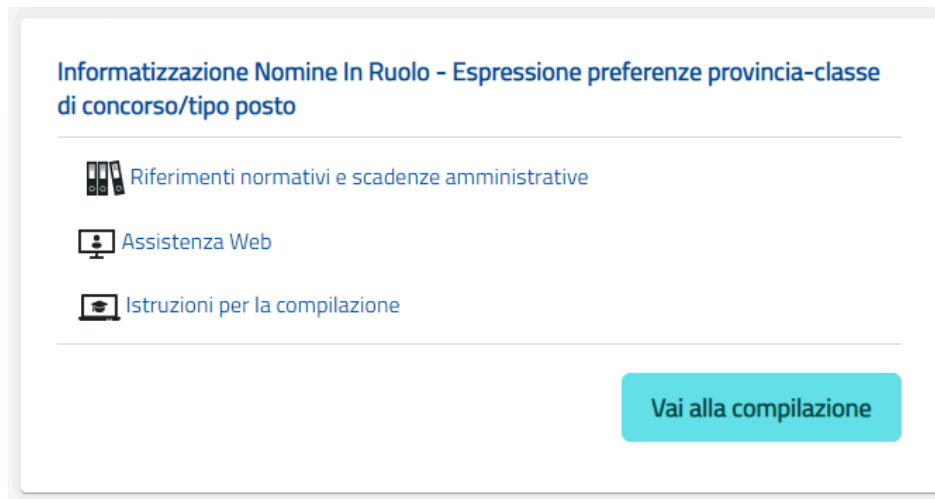 Informatizzazione Nomine In Ruolo - Espressione preferenze provincia-classe
di concorso/tipo posto
Riferimenti normativi e scadenze amministrative
Assistenza Web
Istruzioni per la compilazione
Vai alla compilazione